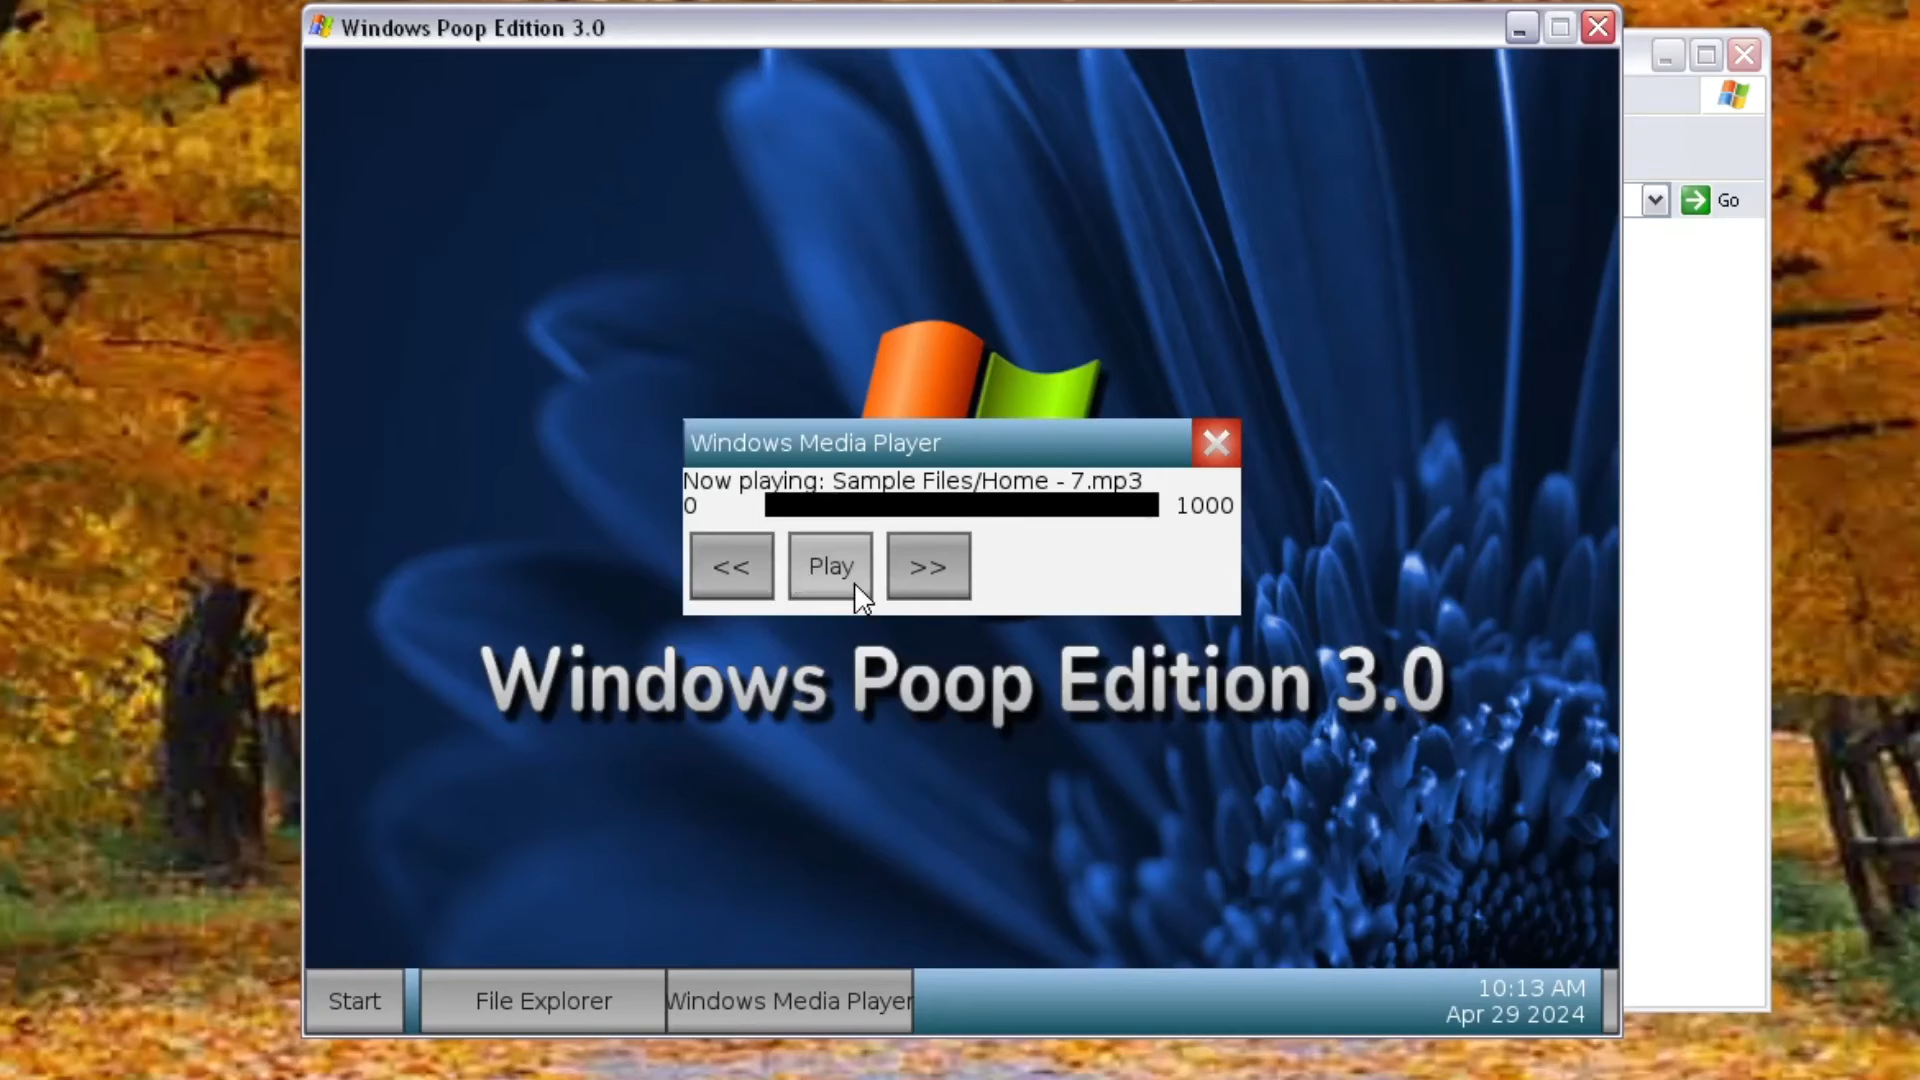 Windows Poop Edition 3.0
Go
Windows Media Player
Now playing: Sample Files/Home - 7.mp3
0 1000
<< Play >>
Windows Poop Edition 3.0
Start File Explorer Windows Media Player
10:13 AM
Apr 29 2024